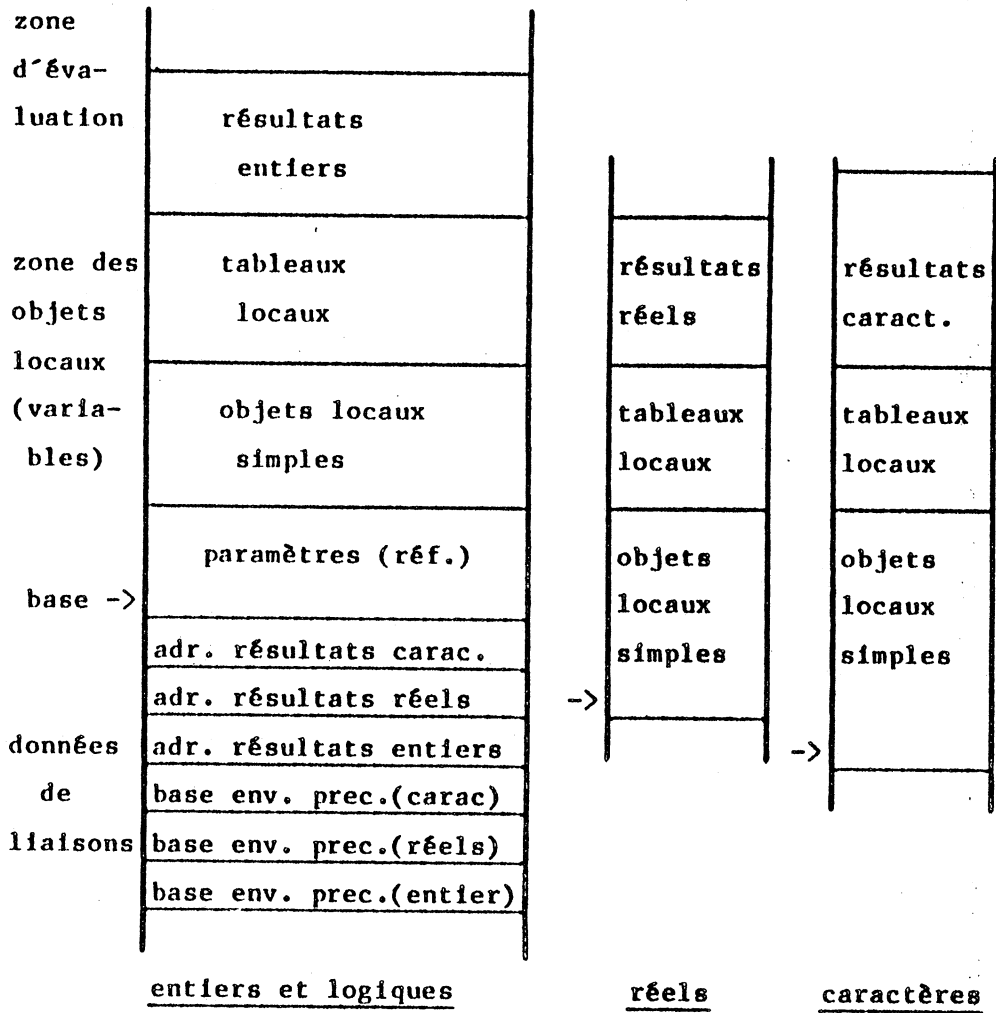 zone
d´éva-
luation
résultats
entiers
zone des
objets
locaux
(varia-
bles)
tableaux
locaux
objets locaux
simples
paramètres (réf.)
base ->
adr. résultats carac.
adr. résultats réels
données
de
liaisons
adr. résultats entiers
base env. prec.(carac)
base env. prec.(réels)
base env. prec.(entier)
entiers et logiques
résultats
réels
tableaux
locaux
objets
locaux
simples
->
réels
résultats
caract.
tableaux
locaux
objets
locaux
simples
->
caractères